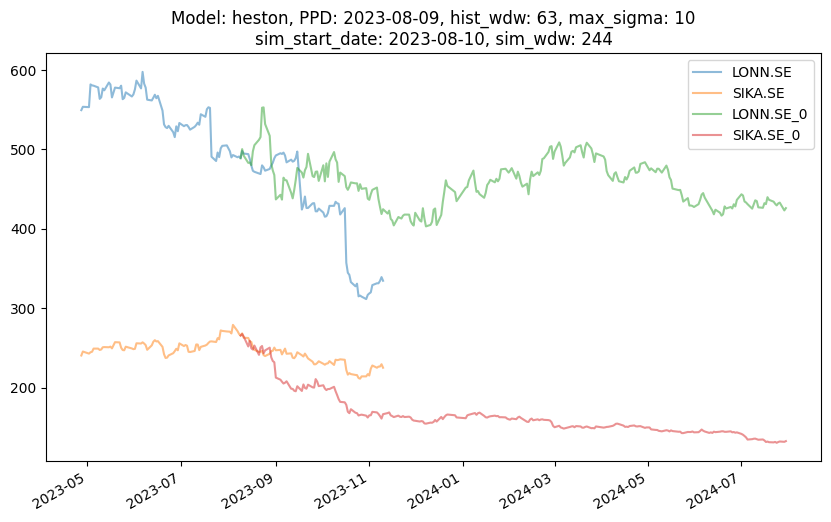 Model: heston, PPD: 2023-08-09, hist_wdw: 63, max_sigma: 10
sim_start_date: 2023-08-10, sim_wdw: 244
LONN.SE
SIKA.SE
LONN.SE_0
SIKA.SE_0
600
500
400
300
200
2023-05
2023-07
2023-09
2023-11
2024-01
2024-03
2024-05
2024-07